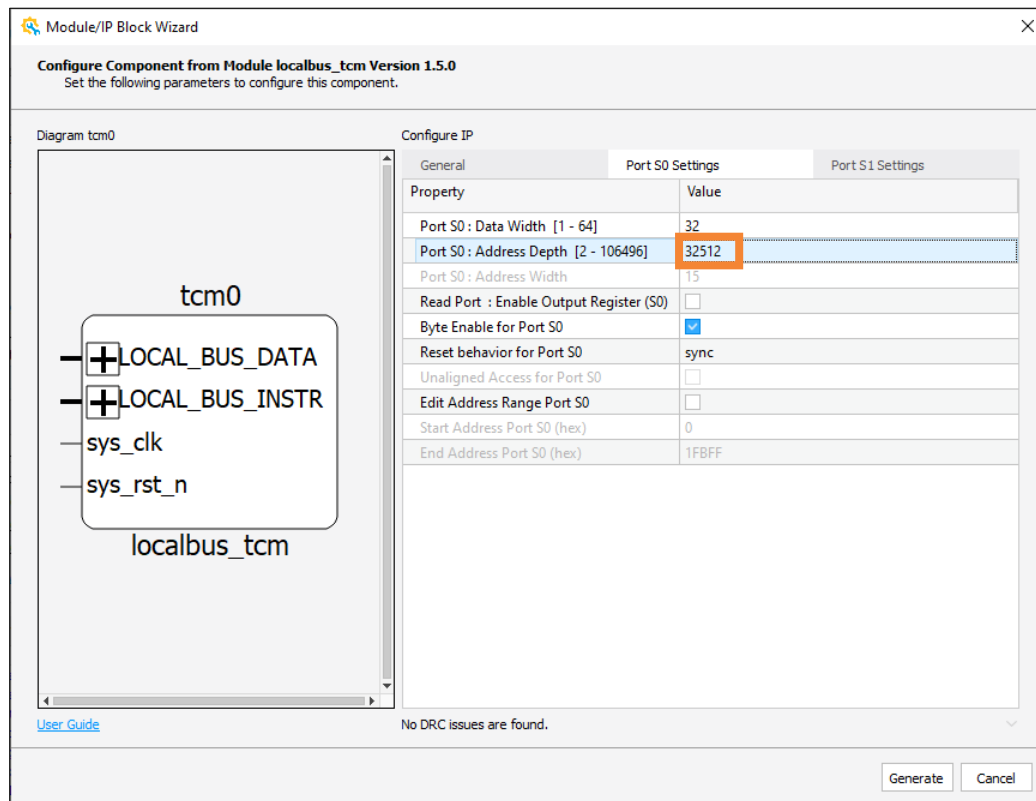 Module/IP Block Wizard
Configure Component from Module localbus_tcm Version 1.5.0
Set the following parameters to configure this component.
Diagram tcm0
Configure IP
General Port S0 Settings Port S1 Settings
Property Value
Port S0 : Data Width [1 - 64] 32
Port S0 : Address Depth [2 - 106496] 32512
Port S0 : Address Width 15
Read Port : Enable Output Register (S0)
Byte Enable for Port S0
Reset behavior for Port S0 sync
Unaligned Access for Port S0
Edit Address Range Port S0
Start Address Port S0 (hex) 0
End Address Port S0 (hex) 1FBFF
tcm0
LOCAL_BUS_DATA
LOCAL_BUS_INSTR
sys_clk
sys_rst_n
localbus_tcm
User Guide
No DRC issues are found.
Generate Cancel